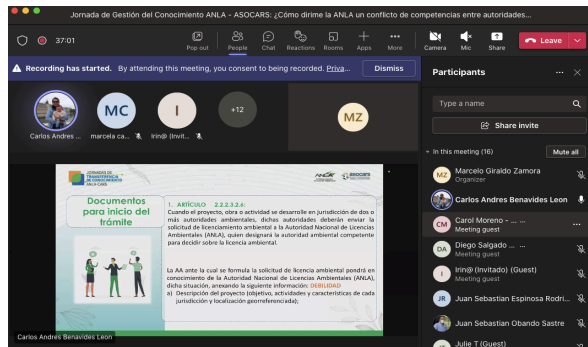 Jornada de Gestión del Conocimiento ANLA - ASOCARS: ¿Cómo dirime la ANLA un conflicto de competencias entre autoridades...
37:01
Pop out
People
Chat
Reactions
Rooms
Apps
More
Camera
Mic
Share
Leave
Recording has started. By attending this meeting, you consent to being recorded. Priva...
Dismiss
Participants
Type a name
Share invite
In this meeting (16)
Mute all
MC
I
+12
MZ
Carlos Andres ...
marcela ca...
Irin@ (Invit...
JORNADAS DE
TRANSFERENCIA
DE CONOCIMIENTO
ANLA-CARS
ANLA
asocars
Documentos
para inicio del
trámite
1. ARTÍCULO 2.2.2.3.2.6:
Cuando el proyecto, obra o actividad se desarrolle en jurisdicción de dos o
más autoridades ambientales, dichas autoridades deberán enviar la
solicitud de licenciamiento ambiental a la Autoridad Nacional de Licencias
Ambientales (ANLA), quien designará la autoridad ambiental competente
para decidir sobre la licencia ambiental.
La AA ante la cual se formula la solicitud de licencia ambiental pondrá en
conocimiento de la Autoridad Nacional de Licencias Ambientales (ANLA),
dicha situación, anexando la siguiente información: DEBILIDAD
a) Descripción del proyecto (objetivo, actividades y características de cada
jurisdicción y localización georreferenciada);
Carlos Andres Benavides Leon
MZ
Marcelo Giraldo Zamora
Organizer
Carlos Andres Benavides Leon
CM
Carol Moreno - ... ...
Meeting guest
DA
Diego Salgado ... ...
Meeting guest
I
Irin@ (Invitado) (Guest)
Meeting guest
JR
Juan Sebastian Espinosa Rodri...
Juan Sebastian Obando Sastre
JT
Julie T (Guest)